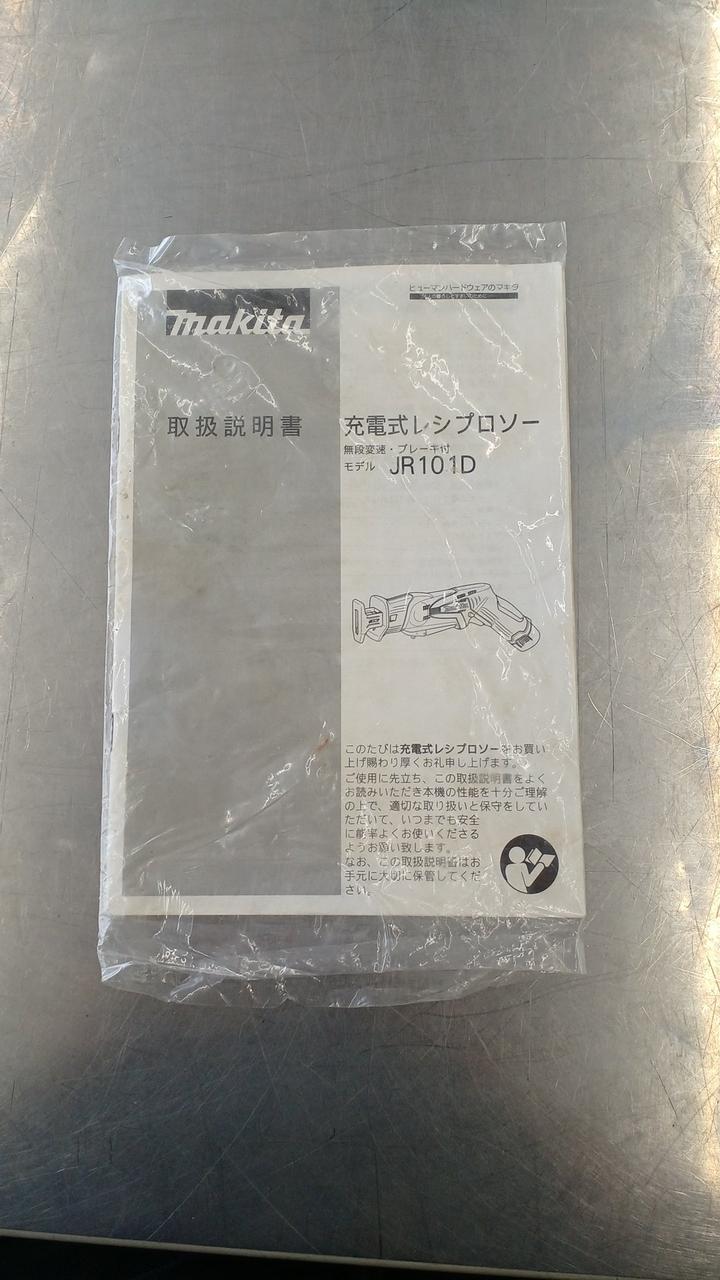 makita
取扱説明書
ヒューマンハードウェアのマキタ
充電式レシプロソー
無段変速・ブレーキ付
モデル JR101D
このたびは充電式レシプロソーをお買い
上げ賜わり厚くお礼申し上げます。
ご使用に先立ち、この取扱説明書をよく
お読みいただき本機の性能を十分ご理解
の上で、適切な取り扱いと保守をしてい
ただいて、いつまでも安全
に能率よくお使いくださる
ようお願い致します。
なお、この取扱説明書はお
手元に大切に保管してくだ
さい。